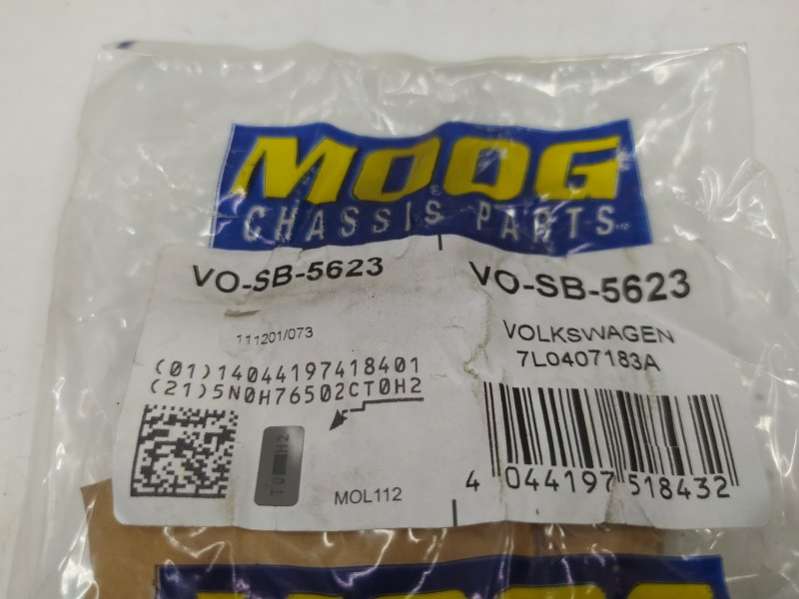 MOOG
CHASSIS PARTS
VO-SB-5623
111201/073
(01)14044197418401
(21)5N0H76502CT0H2
MOL112
VO-SB-5623
VOLKSWAGEN
7L0407183A
4 044197 518432